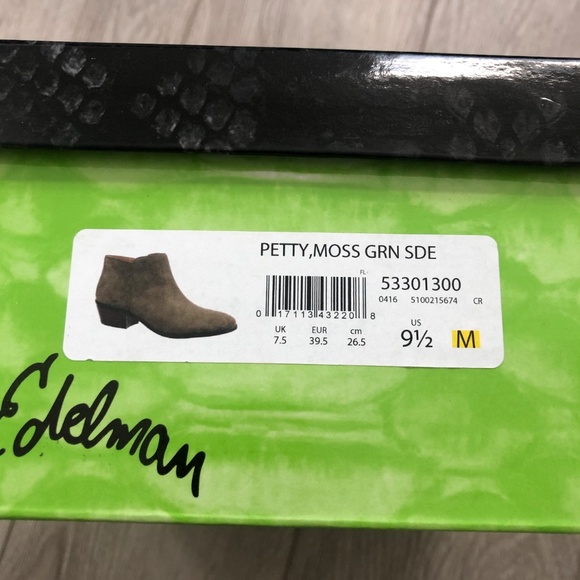 PETTY,MOSS GRN SDE
FL-
53301300
0 17113 43220 8
0416 5100215674 CR
UK EUR cm US
7.5 39.5 26.5 9½ M
Edelman